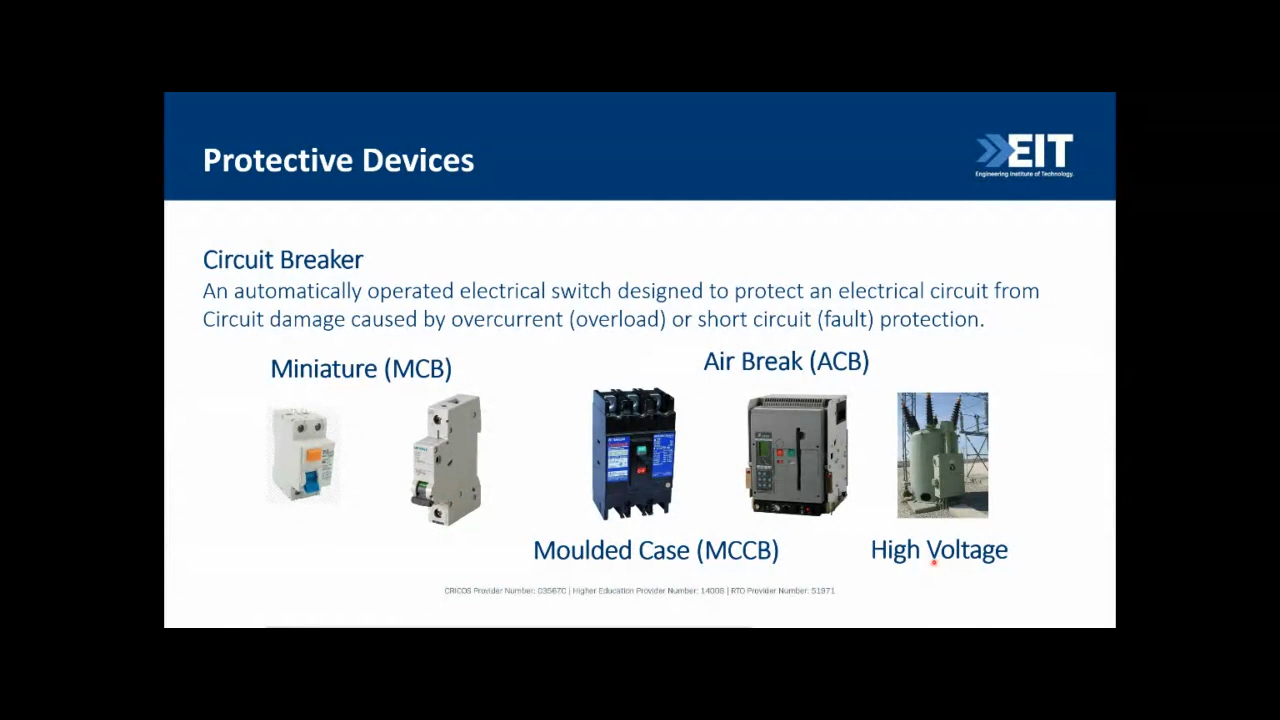 Protective Devices
EIT
Engineering Institute of Technology.
Circuit Breaker
An automatically operated electrical switch designed to protect an electrical circuit from
Circuit damage caused by overcurrent (overload) or short circuit (fault) protection.
Miniature (MCB)
Air Break (ACB)
Moulded Case (MCCB)
High Voltage
CRICOS Provider Number: 03567C | Higher Education Provider Number: 14008 | RTO Provider Number: 51971